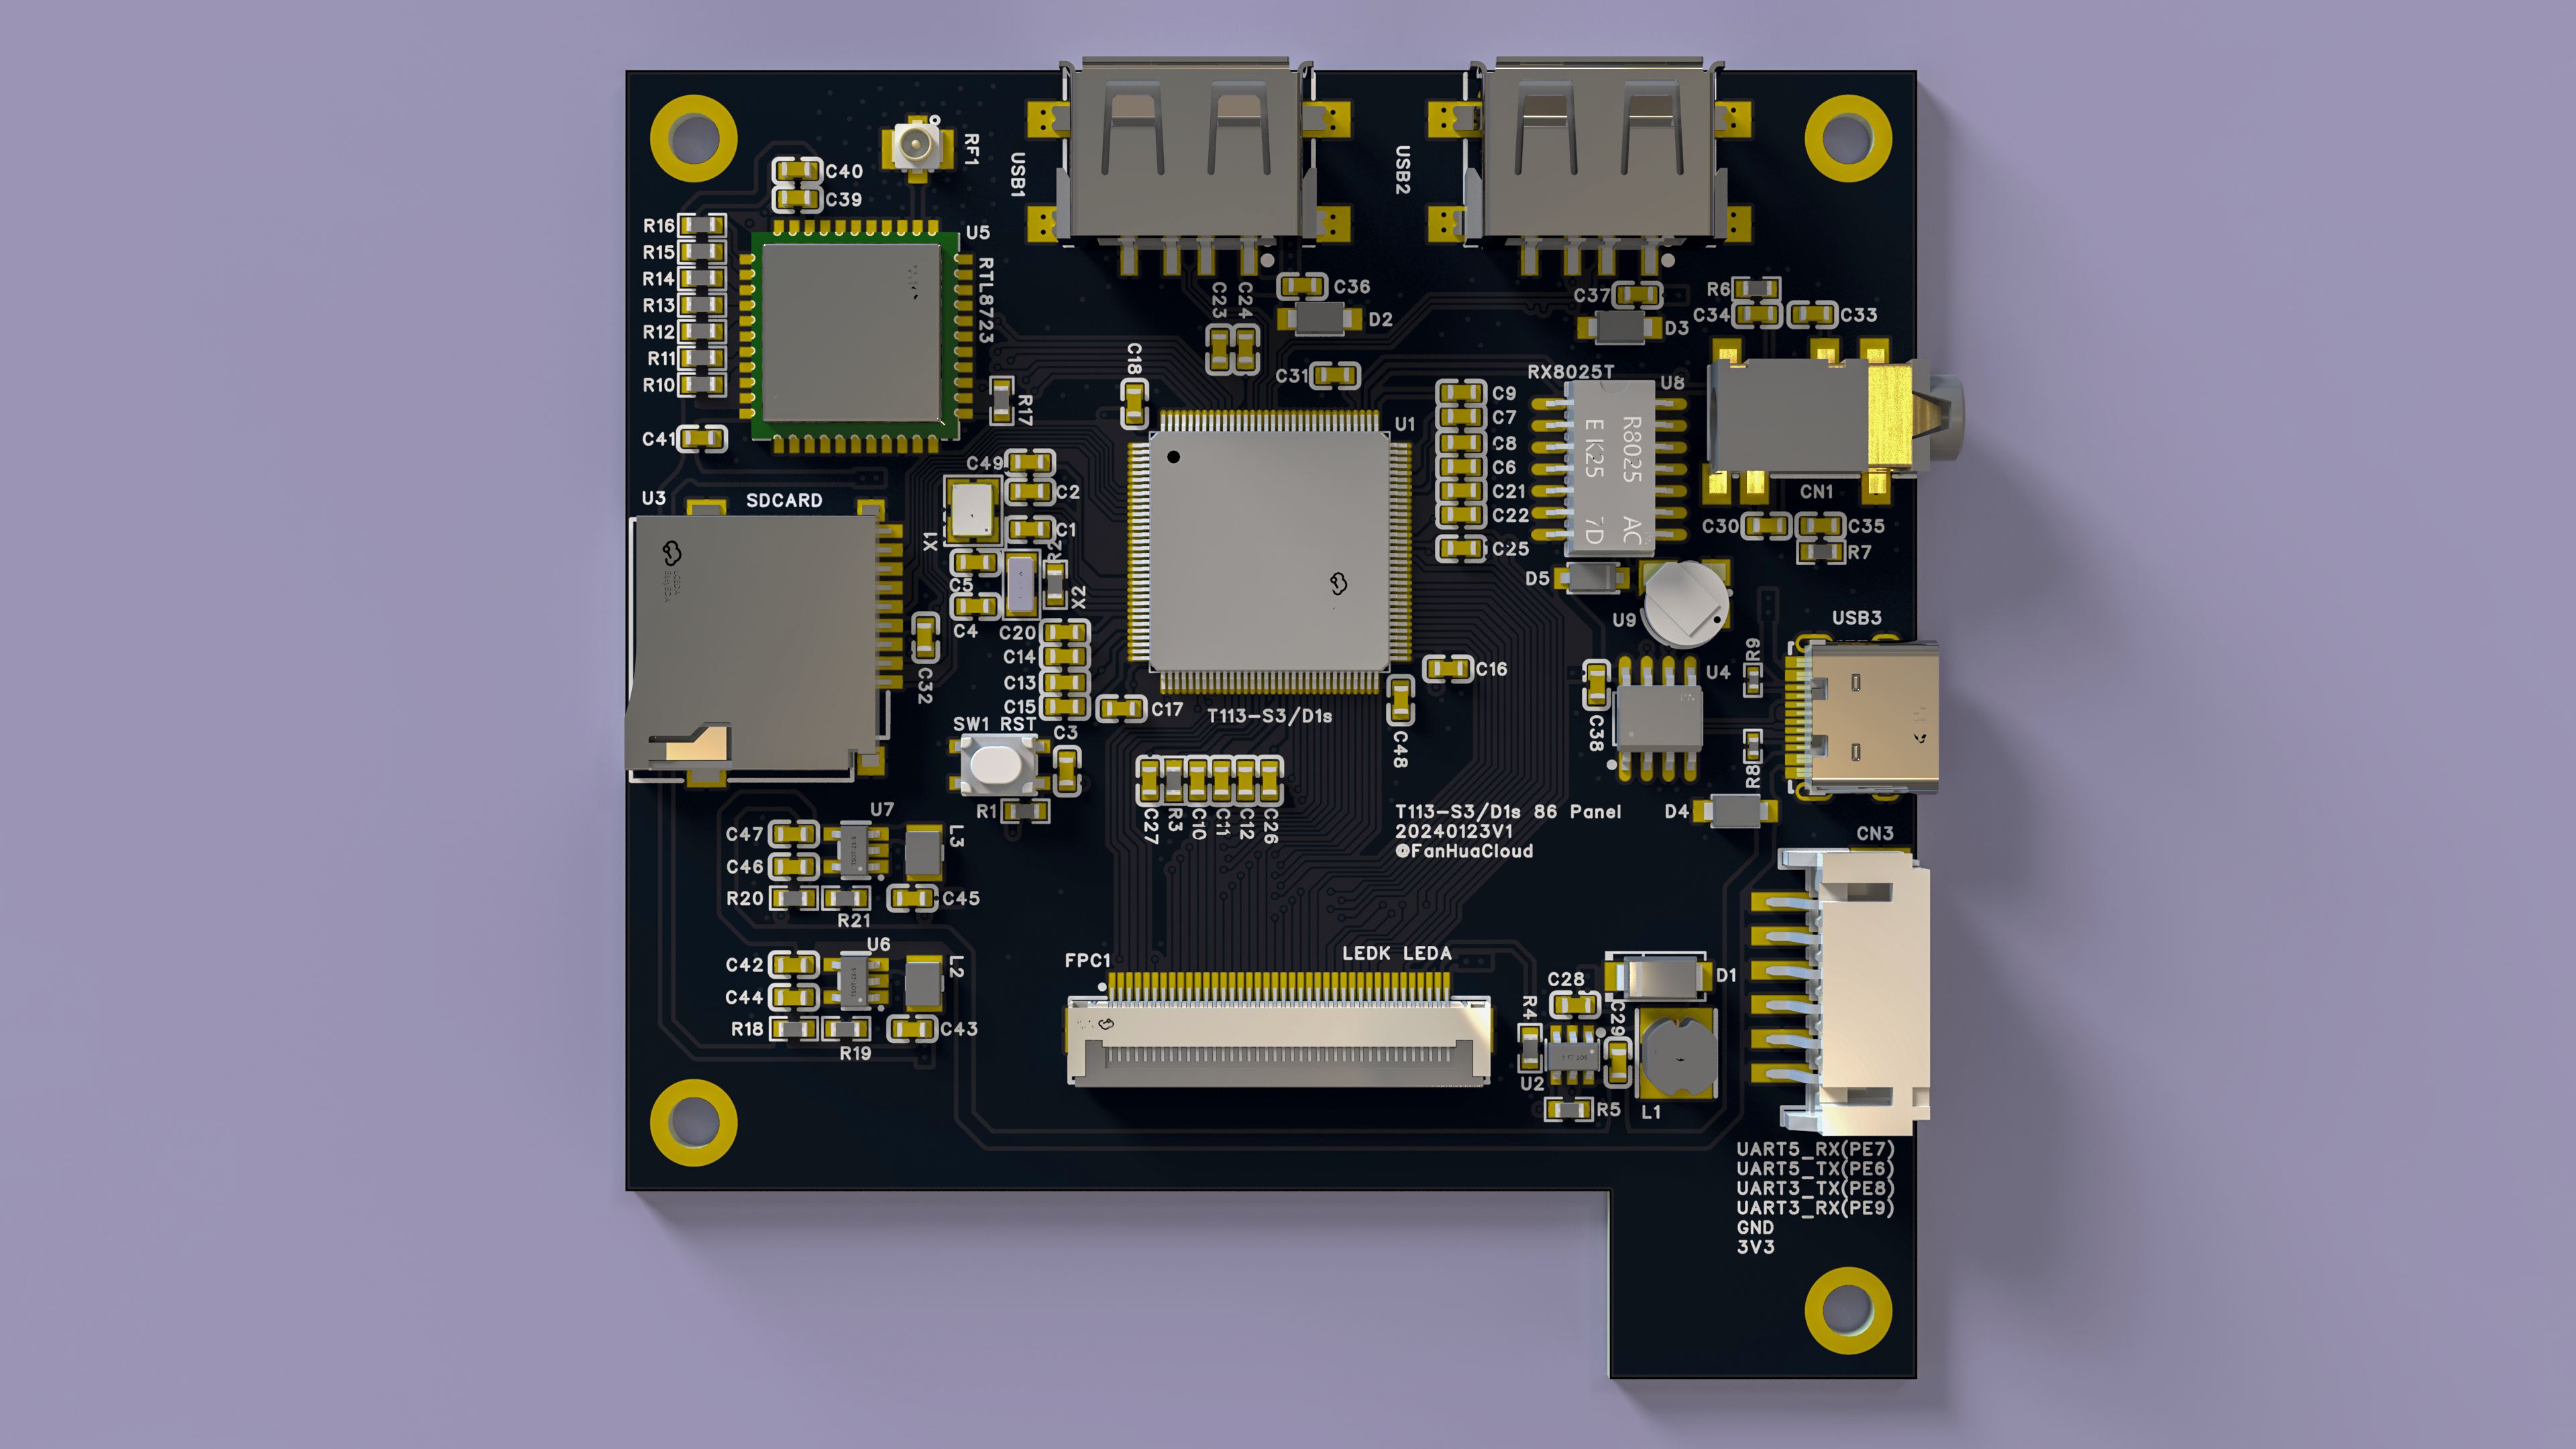 RF1
USB1
USB2
C40
C39
R16
R15
R14
R13
R12
R11
R10
C41
U5
RTL8723
R17
C23
C24
C36
D2
C37
D3
R6
C34
C33
C18
C31
U1
C9
C7
C8
C6
C21
C22
C25
RX8025T
U8
R8025 AC
E K25 7D
CN1
C30
C35
R7
U3
SDCARD
C49
C2
C1
X1
R2
C5
C4
X2
C20
C14
C13
C15
C32
C17
C16
C48
T113-S3/D1s
D5
U9
U4
C38
R9
R8
USB3
SW1 RST
C3
R1
C27
R3
C10
C11
C12
C26
T113-S3/D1s 86 Panel
20240123V1
@FanHuaCloud
D4
CN3
U7
C47
C46
R20
R21
L3
C45
U6
C42
C44
R18
R19
L2
C43
FPC1
LEDK LEDA
C28
C29
R4
U2
R5
D1
L1
UART5_RX(PE7)
UART5_TX(PE6)
UART3_TX(PE8)
UART3_RX(PE9)
GND
3V3